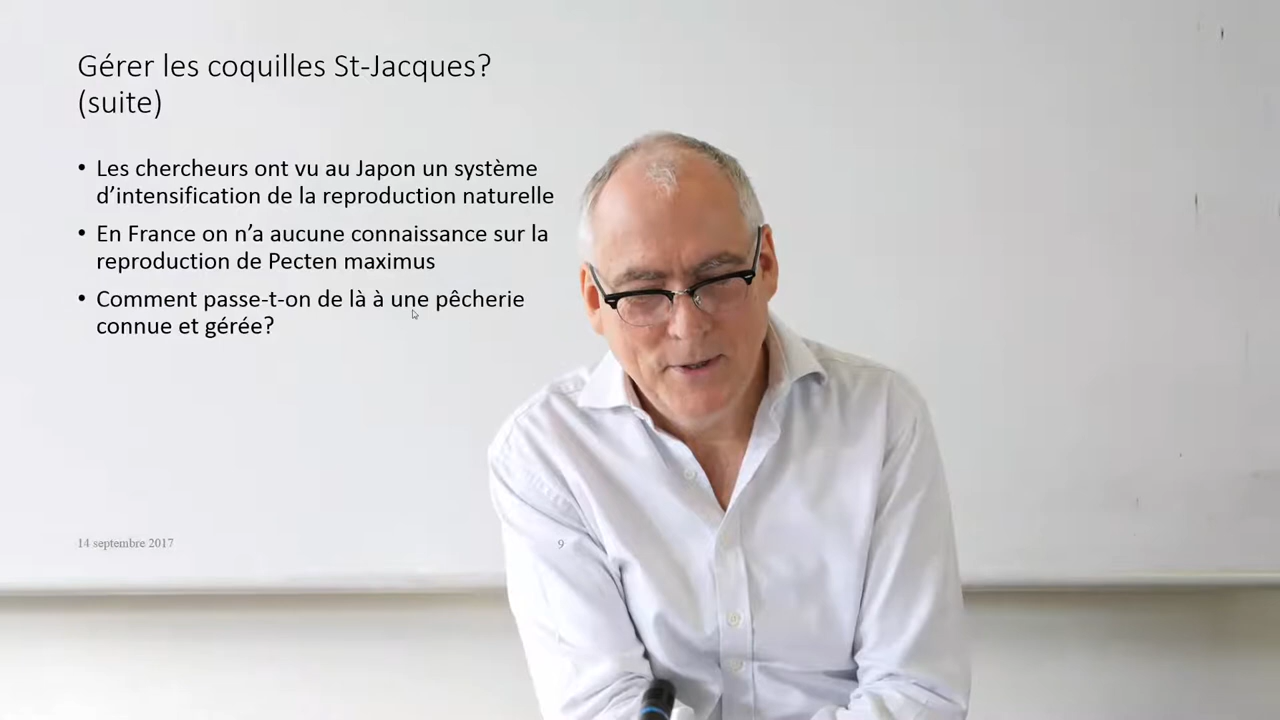 Gérer les coquilles St-Jacques?
(suite)
• Les chercheurs ont vu au Japon un système
d’intensification de la reproduction naturelle
• En France on n’a aucune connaissance sur la
reproduction de Pecten maximus
• Comment passe-t-on de là à une pêcherie
connue et gérée?
14 septembre 2017
9